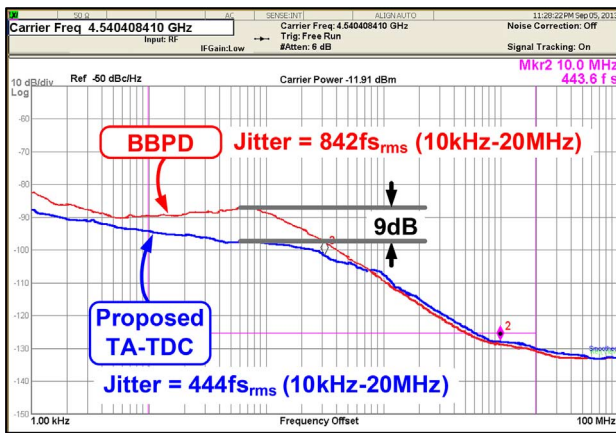 50 Ω AC SENSE:INT ALIGN AUTO 11:28:22 PM Sep 05, 201
Carrier Freq 4.540408410 GHz Carrier Freq: 4.540408410 GHz Noise Correction: Off
Input: RF Trig: Free Run
IFGain:Low #Atten: 6 dB Signal Tracking: On
Mkr2 10.0 MHz
10 dB/div Ref -50 dBc/Hz Carrier Power -11.91 dBm 443.6 fs
Log
-60
BBPD Jitter = 842fsrms (10kHz-20MHz)
-70
-80
-90
9dB
-100
-110
Proposed
TA-TDC
-120
2
-130
Smoothed
Jitter = 444fsrms (10kHz-20MHz)
-140
1.00 kHz Frequency Offset 100 MHz